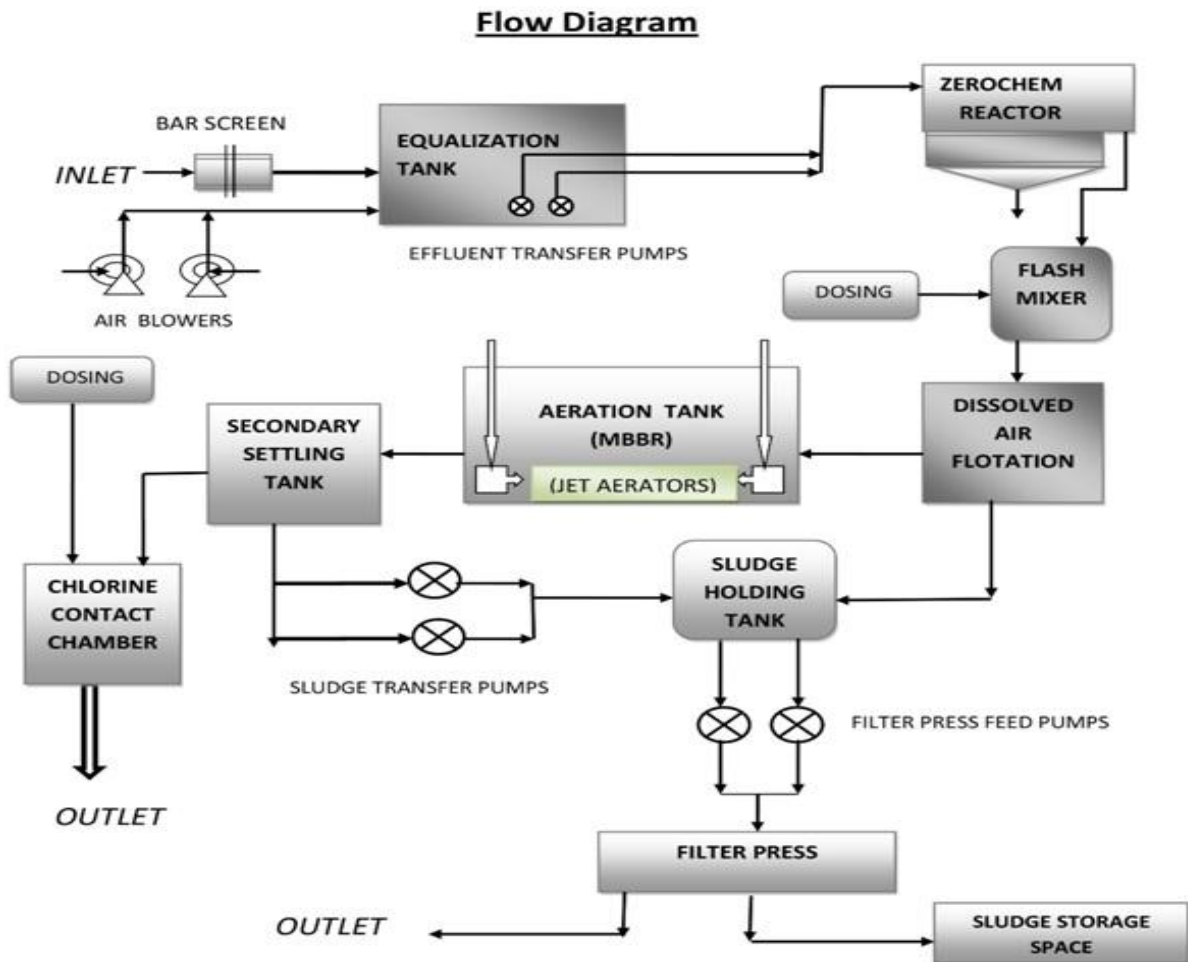 Flow Diagram
BAR SCREEN
INLET
EQUALIZATION
TANK
ZEROCHEM
REACTOR
EFFLUENT TRANSFER PUMPS
AIR BLOWERS
DOSING
FLASH
MIXER
DOSING
SECONDARY
SETTLING
TANK
AERATION TANK
(MBBR)
(JET AERATORS)
DISSOLVED
AIR
FLOTATION
CHLORINE
CONTACT
CHAMBER
SLUDGE
HOLDING
TANK
SLUDGE TRANSFER PUMPS
FILTER PRESS FEED PUMPS
OUTLET
FILTER PRESS
OUTLET
SLUDGE STORAGE
SPACE